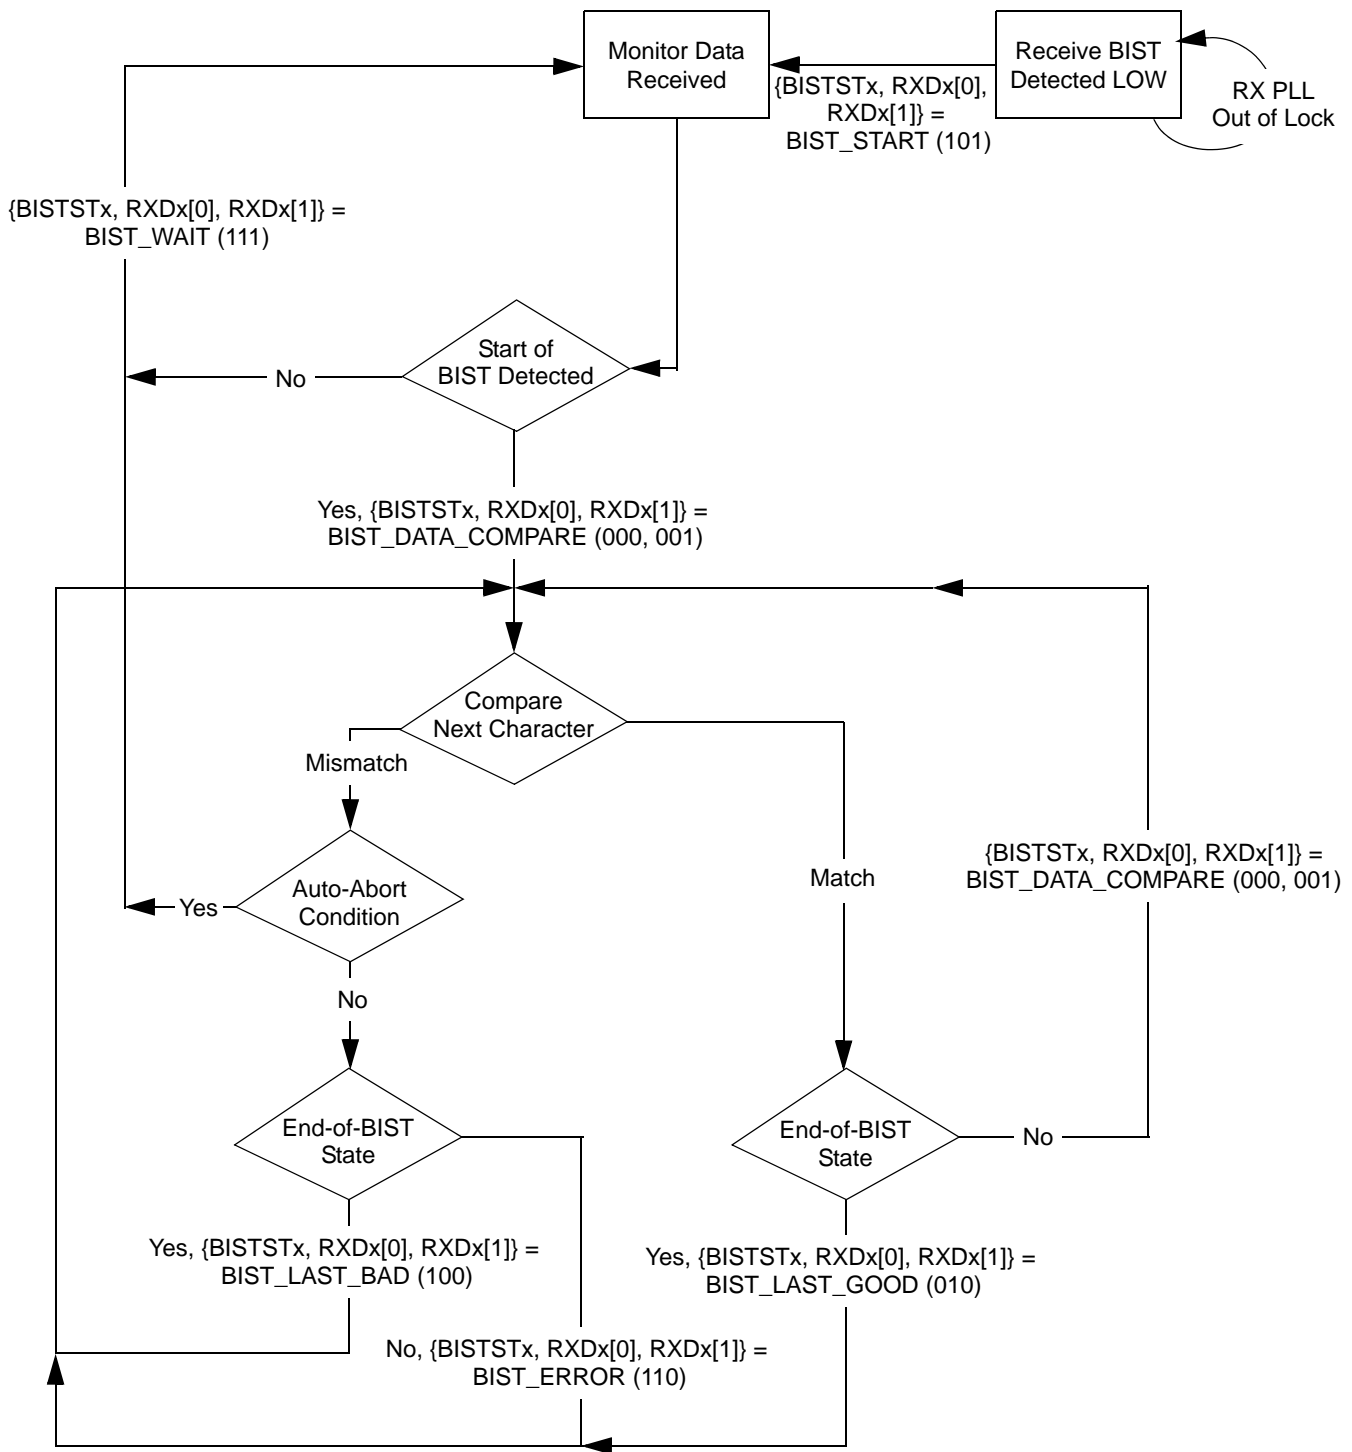 Monitor Data
Received
Receive BIST
Detected LOW
RX PLL
Out of Lock
{BISTSTx, RXDx[0],
RXDx[1]} =
BIST_START (101)
{BISTSTx, RXDx[0], RXDx[1]} =
BIST_WAIT (111)
Start of
BIST Detected
No
Yes, {BISTSTx, RXDx[0], RXDx[1]} =
BIST_DATA_COMPARE (000, 001)
Compare
Next Character
Mismatch
Match
{BISTSTx, RXDx[0], RXDx[1]} =
BIST_DATA_COMPARE (000, 001)
Auto-Abort
Condition
Yes
No
End-of-BIST
State
End-of-BIST
State
No
Yes, {BISTSTx, RXDx[0], RXDx[1]} =
BIST_LAST_BAD (100)
Yes, {BISTSTx, RXDx[0], RXDx[1]} =
BIST_LAST_GOOD (010)
No, {BISTSTx, RXDx[0], RXDx[1]} =
BIST_ERROR (110)